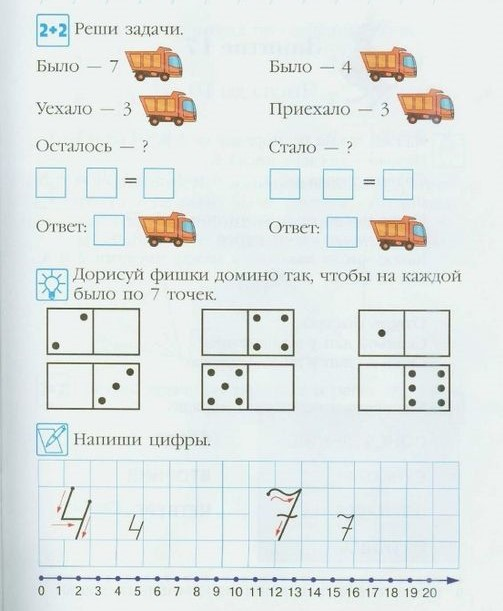 2+2 Реши задачи.
Было — 7
Было — 4
Уехало — 3
Приехало — 3
Осталось — ?
Стало — ?
=
=
Ответ:
Ответ:
Дорисуй фишки домино так, чтобы на каждой
было по 7 точек.
Напиши цифры.
4 4 7 7
0 1 2 3 4 5 6 7 8 9 10 11 12 13 14 15 16 17 18 19 20